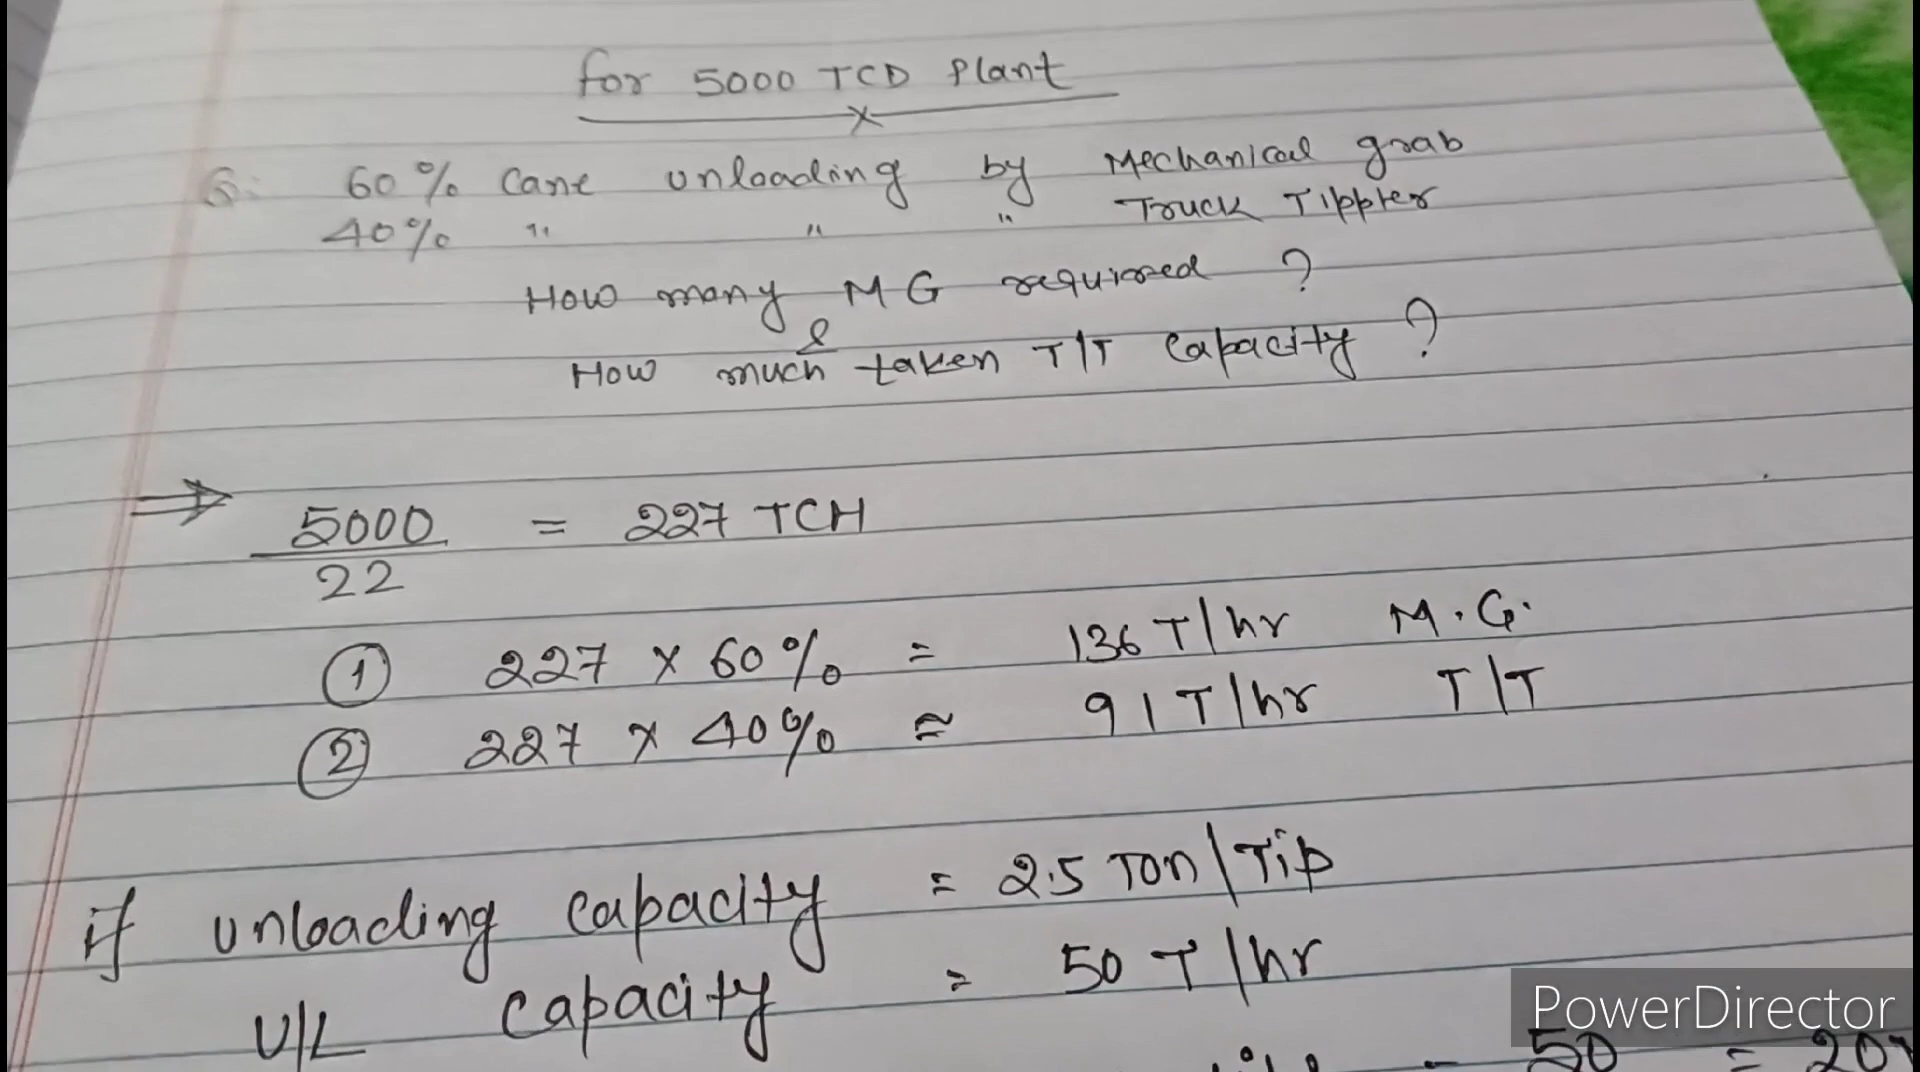 for 5000 TCD Plant
Q: 60% Cane unloading by Mechanical grab
40% " " " Truck Tippler
How many MG required ?
&
How much taken T/T Capacity ?
⇒ 5000 = 227 TCH
22
① 227 x 60% = 136 T/hr M.G.
② 227 x 40% ≈ 91 T/hr T/T
if unloading capacity = 2.5 Ton/Tip
U/L capacity = 50 T/hr
PowerDirector
50 = 20